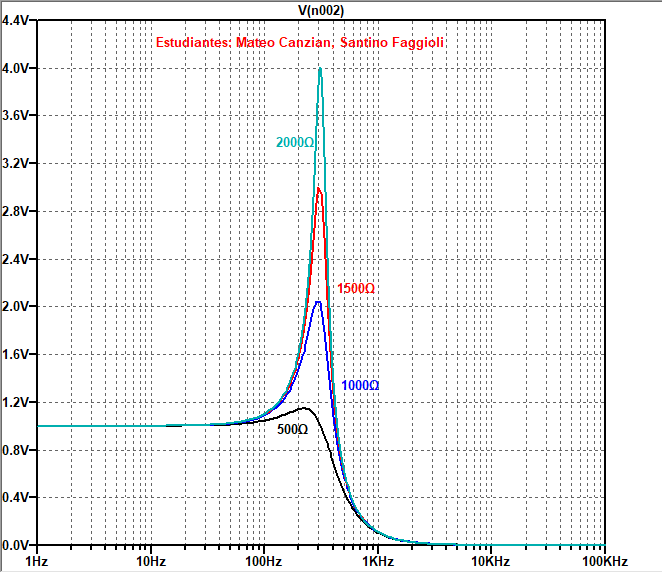 V(n002)
4.4V
Estudiantes: Mateo Canzian; Santino Faggioli
4.0V
3.6V
2000Ω
3.2V
2.8V
2.4V
1500Ω
2.0V
1.6V
1000Ω
1.2V
500Ω
0.8V
0.4V
0.0V
1Hz 10Hz 100Hz 1KHz 10KHz 100KHz